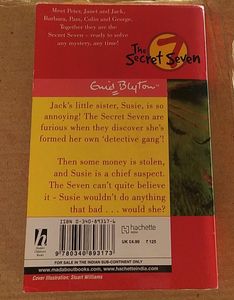 Meet Peter, Janet and Jack,
Barbara, Pam, Colin and George.
Together they are the
Secret Seven - ready to solve
any mystery, any time!
The
Secret Seven
7
Enid Blyton
Jack's little sister, Susie, is so
annoying! The Secret Seven are
furious when they discover she's
formed her own 'detective gang'!
Then some money is stolen,
and Susie is a chief suspect.
The Seven can't quite believe
it - Susie wouldn't do anything
that bad . . . would she?
ISBN 0-340-89317-6
9 780340 893173
hachette
INDIA
UK £4.99
FOR SALE IN THE INDIAN SUB-CONTINENT ONLY
www.madaboutbooks.com www.hachetteindia.com
Cover illustration: Stuart Williams